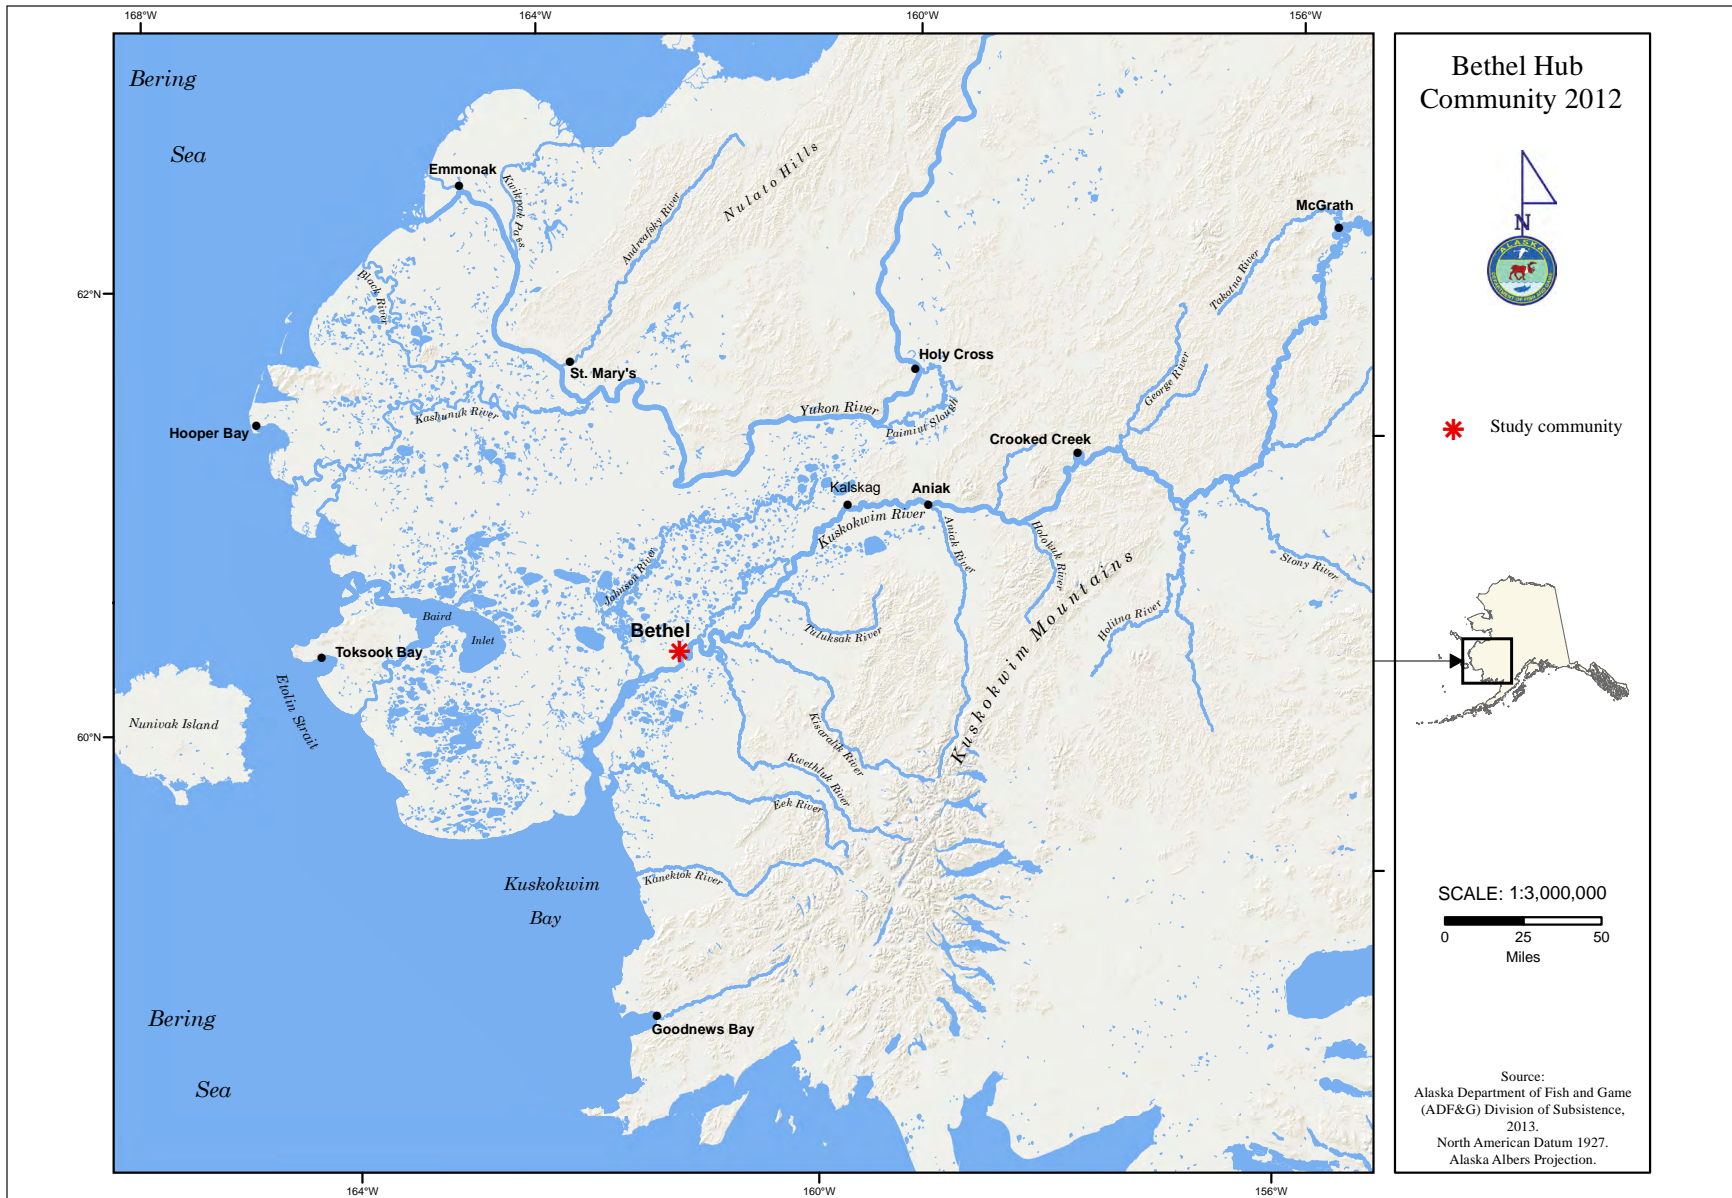 168°W
164°W
160°W
156°W
Bering
Sea
Emmonak
Kwikpak Pass
Andreafsky River
Nulato Hills
McGrath
Takotna River
62°N
Black River
St. Mary's
Holy Cross
George River
Kashunuk River
Yukon River
Paimiut Slough
Hooper Bay
Crooked Creek
Kalskag
Aniak
Kuskokwim River
Aniak River
Holokuk River
Stony River
Johnson River
Kuskokwim Mountains
Holitna River
Baird
Inlet
Bethel
Tuluksak River
Toksook Bay
Etolin Strait
Nunivak Island
60°N
Kisaralik River
Kwethluk River
Eek River
Kanektok River
Kuskokwim
Bay
Bering
Sea
Goodnews Bay
164°W
160°W
156°W
Bethel Hub
Community 2012
N
ALASKA
DEPARTMENT OF FISH AND GAME
Study community
SCALE: 1:3,000,000
0 25 50
Miles
Source:
Alaska Department of Fish and Game
(ADF&G) Division of Subsistence,
2013.
North American Datum 1927.
Alaska Albers Projection.